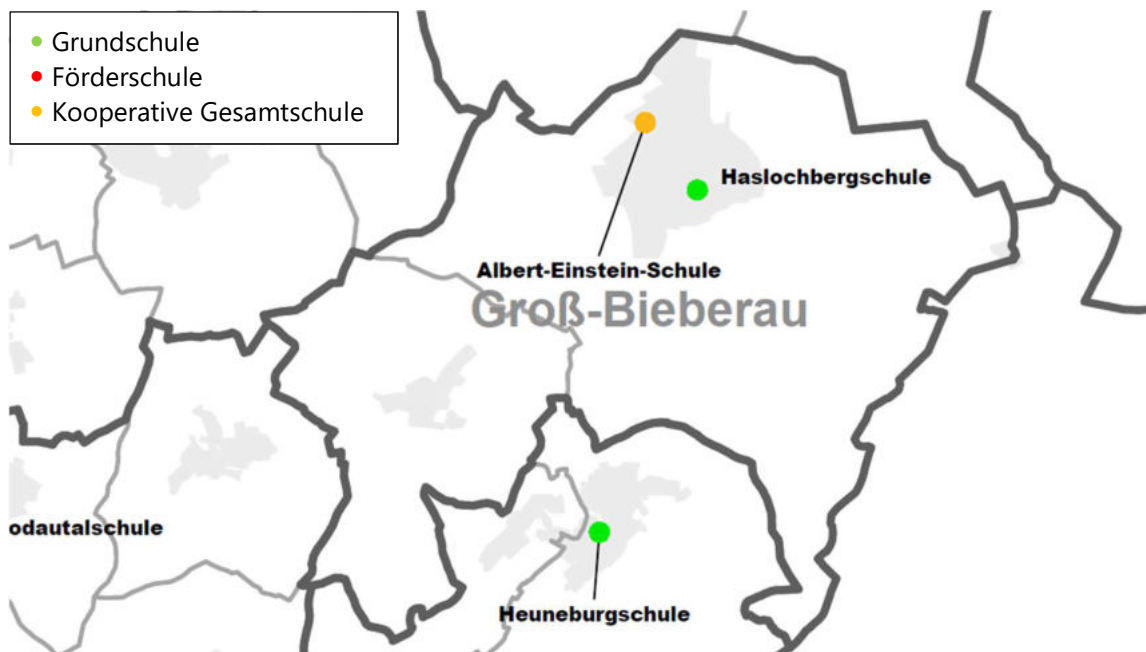 Grundschule
Förderschule
Kooperative Gesamtschule
Haslochbergschule
Albert-Einstein-Schule
Groß-Bieberau
odautalschule
Heuneburgschule